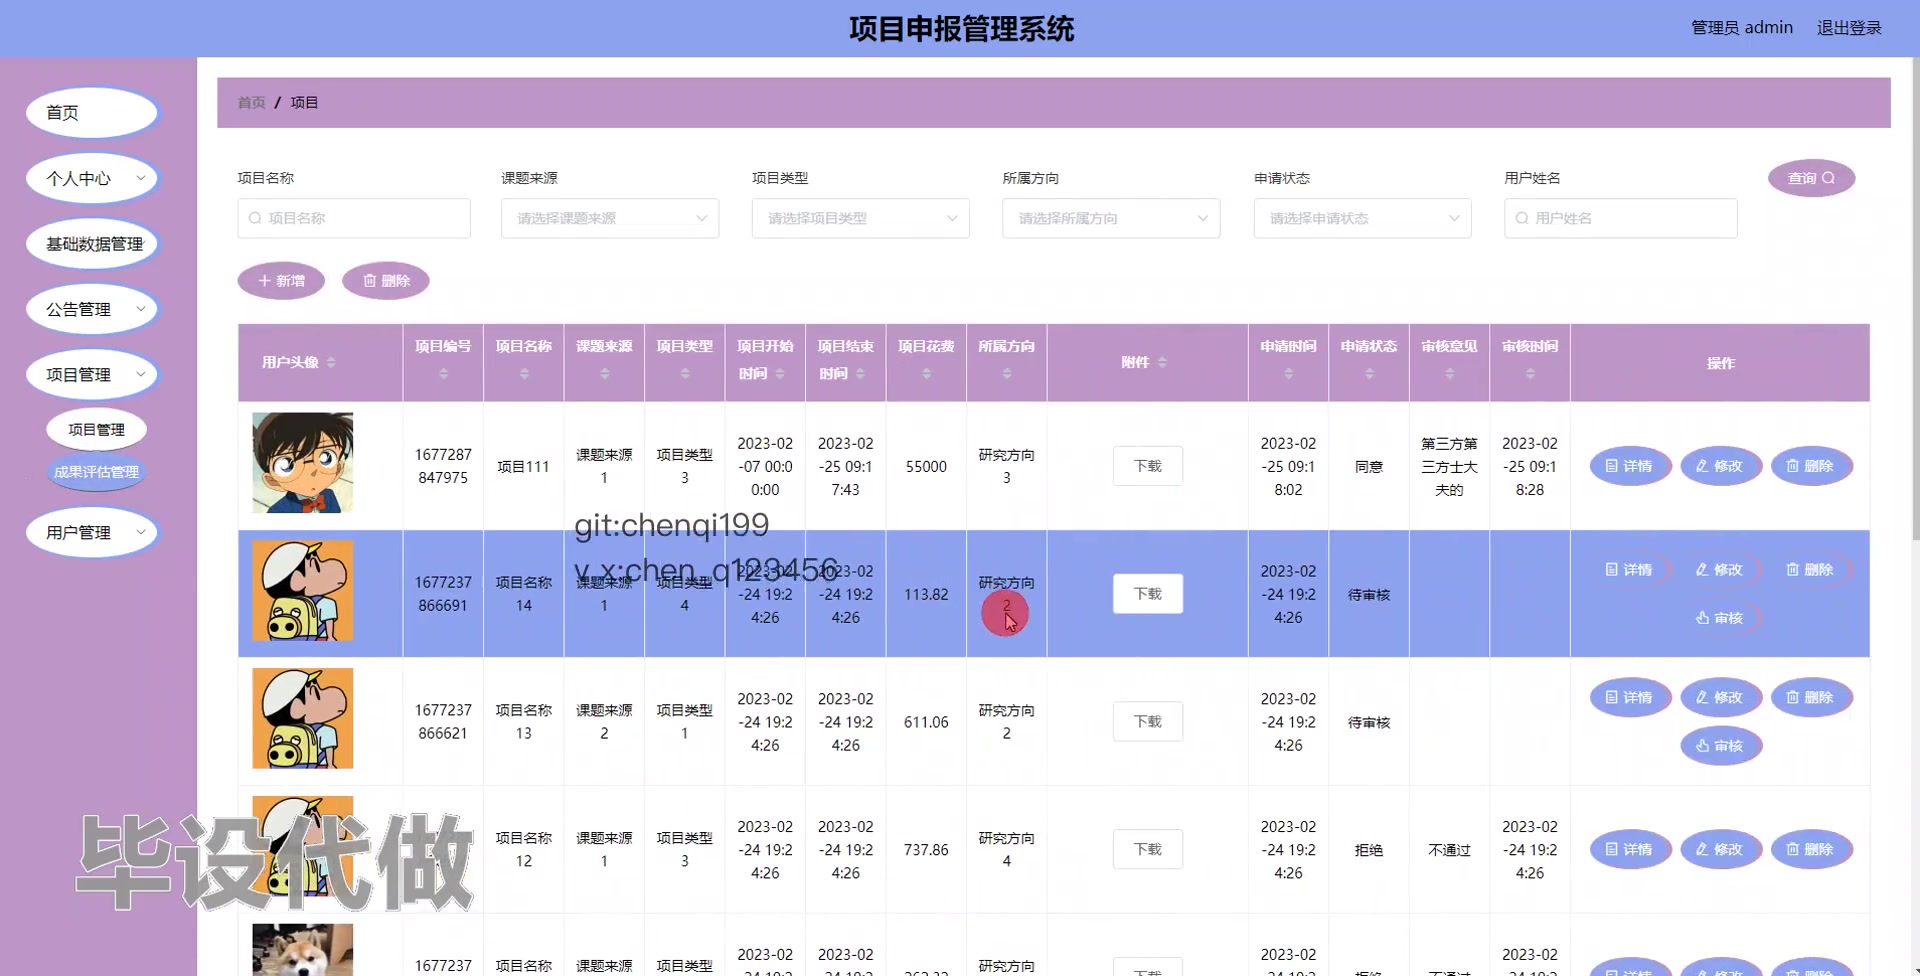 项目申报管理系统
管理员 admin
退出登录
首页
个人中心
基础数据管理
公告管理
项目管理
项目管理
成果评估管理
用户管理
首页 / 项目
项目名称 课题来源 项目类型 所属方向 申请状态 用户姓名 查询
项目名称 请选择课题来源 请选择项目类型 请选择所属方向 请选择申请状态 用户姓名
新增 删除
用户头像 项目编号 项目名称 课题来源 项目类型 项目开始时间 项目结束时间 项目花费 所属方向 附件 申请时间 申请状态 审核意见 审核时间 操作
1677287847975 项目111 课题来源1 项目类型3 2023-02-07 00:00:00 2023-02-25 09:17:43 55000 研究方向3 下载 2023-02-25 09:18:02 同意 第三方第三方士大夫的 2023-02-25 09:18:28 详情 修改 删除
git:chenqi199
v x:chen_q123456
1677237866691 项目名称14 课题来源1 项目类型4 2023-02-24 19:24:26 2023-02-24 19:24:26 113.82 研究方向2 下载 2023-02-24 19:24:26 待审核 详情 修改 删除 审核
1677237866621 项目名称13 课题来源2 项目类型1 2023-02-24 19:24:26 2023-02-24 19:24:26 611.06 研究方向2 下载 2023-02-24 19:24:26 待审核 详情 修改 删除 审核
项目名称12 课题来源1 项目类型3 2023-02-24 19:24:26 2023-02-24 19:24:26 737.86 研究方向4 下载 2023-02-24 19:24:26 拒绝 不通过 2023-02-24 19:24:26 详情 修改 删除
毕设代做
1677237 项目名称 课题来源 项目类型 2023-02 2023-02 研究方向 2023-02 2023-02